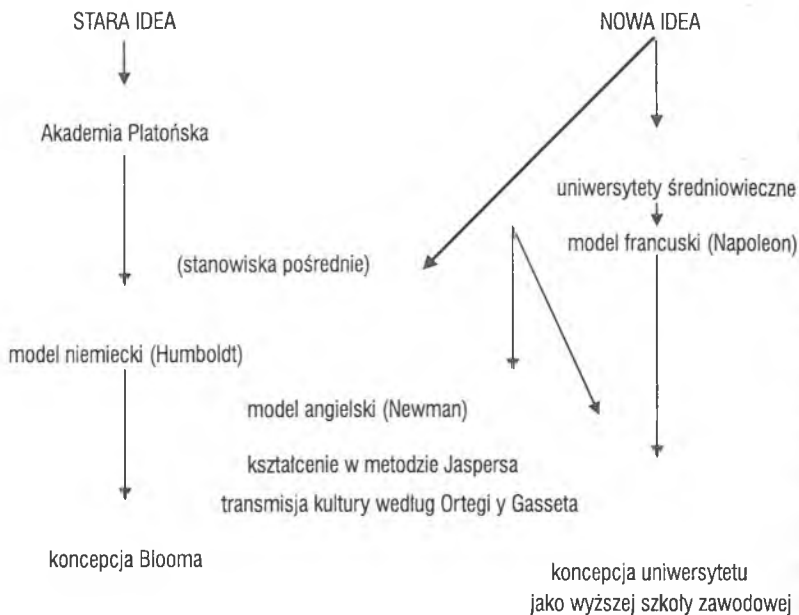 STARA IDEA
NOWA IDEA
Akademia Platońska
uniwersytety średniowieczne
model francuski (Napoleon)
(stanowiska pośrednie)
model niemiecki (Humboldt)
model angielski (Newman)
kształcenie w metodzie Jaspersa
transmisja kultury według Ortegi y Gasseta
koncepcja Blooma
koncepcja uniwersytetu
jako wyższej szkoły zawodowej